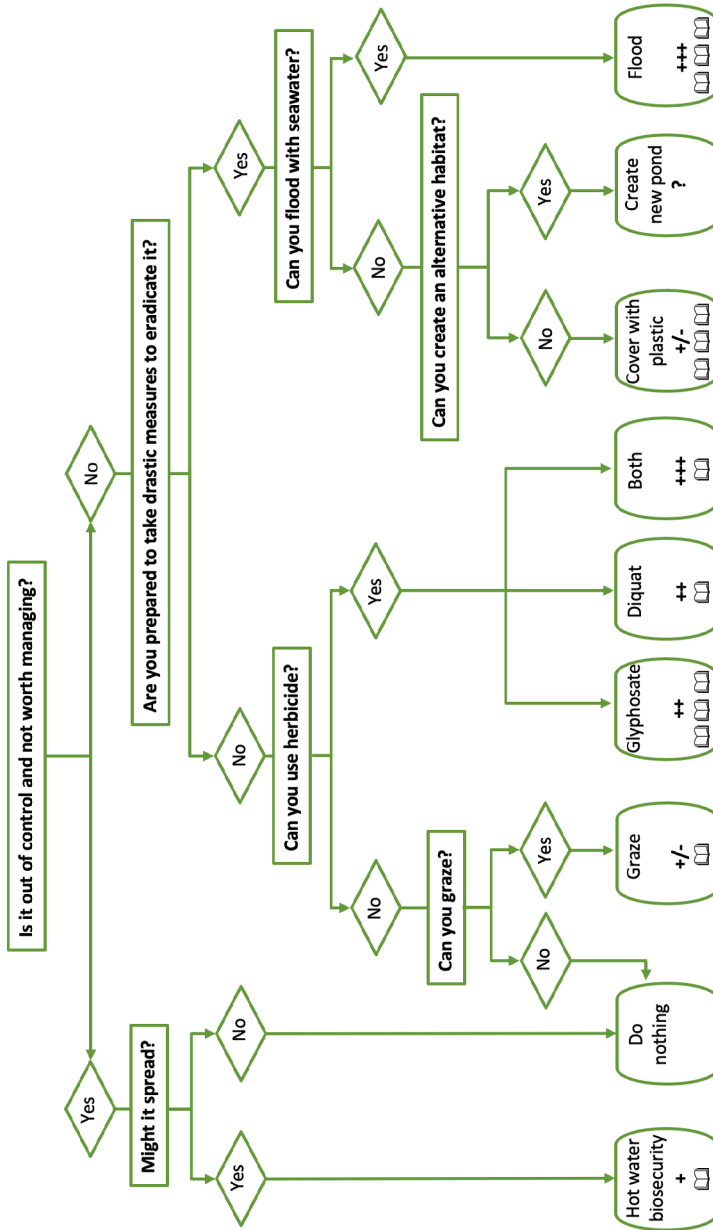 Is it out of control and not worth managing?
Yes
No
Might it spread?
Are you prepared to take drastic measures to eradicate it?
Yes
No
No
Yes
Can you use herbicide?
Can you flood with seawater?
No
Yes
No
Yes
Can you graze?
Can you create an alternative habitat?
No
Yes
No
Yes
Hot water
biosecurity
+
Do
nothing
Graze
+/-
Glyphosate
++
Diquat
++
Both
+++
Cover with
plastic
+/-
Create
new pond
?
Flood
+++